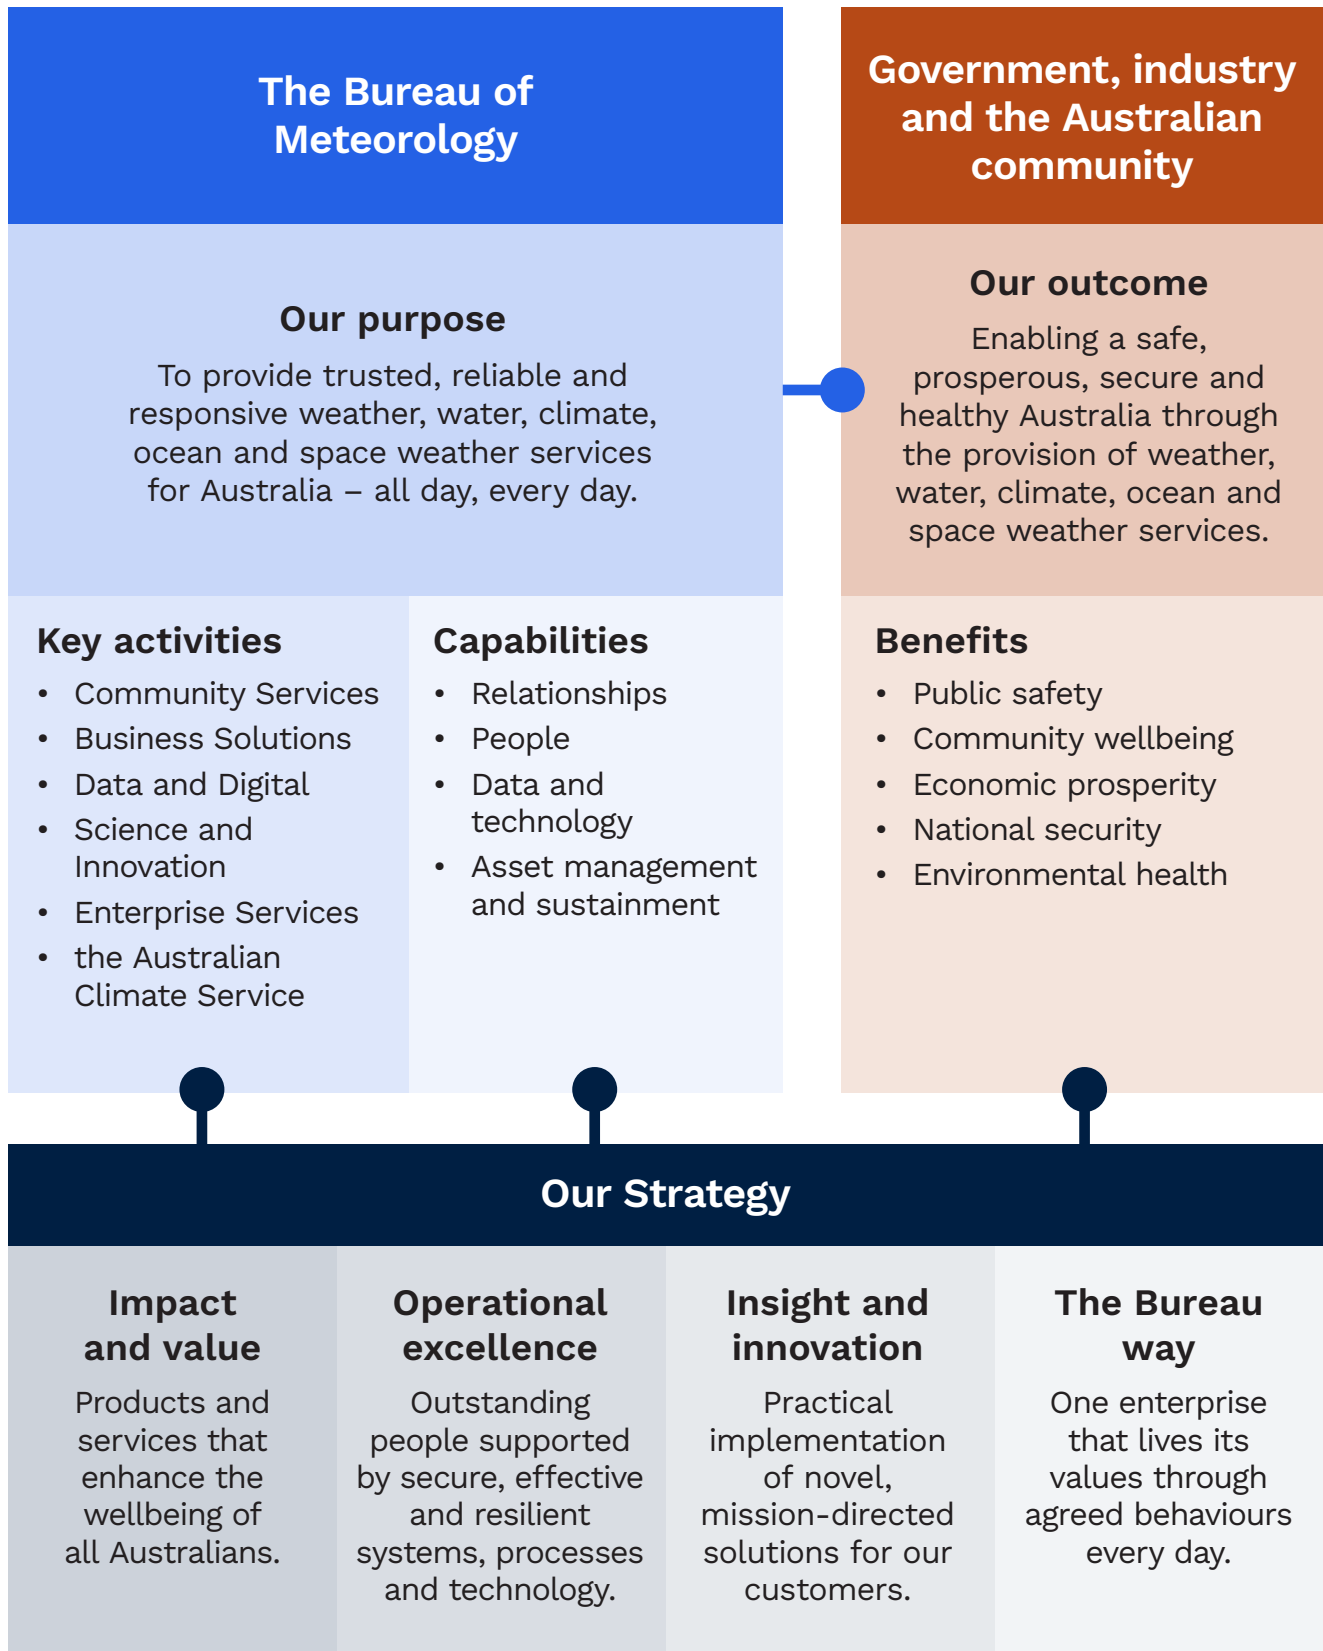 The Bureau of
Meteorology
Our purpose
To provide trusted, reliable and
responsive weather, water, climate,
ocean and space weather services
for Australia – all day, every day.
Key activities
• Community Services
• Business Solutions
• Data and Digital
• Science and
Innovation
• Enterprise Services
• the Australian
Climate Service
Capabilities
• Relationships
• People
• Data and
technology
• Asset management
and sustainment
Government, industry
and the Australian
community
Our outcome
Enabling a safe,
prosperous, secure and
healthy Australia through
the provision of weather,
water, climate, ocean and
space weather services.
Benefits
• Public safety
• Community wellbeing
• Economic prosperity
• National security
• Environmental health
Our Strategy
Impact
and value
Products and
services that
enhance the
wellbeing of
all Australians.
Operational
excellence
Outstanding
people supported
by secure, effective
and resilient
systems, processes
and technology.
Insight and
innovation
Practical
implementation
of novel,
mission-directed
solutions for our
customers.
The Bureau
way
One enterprise
that lives its
values through
agreed behaviours
every day.